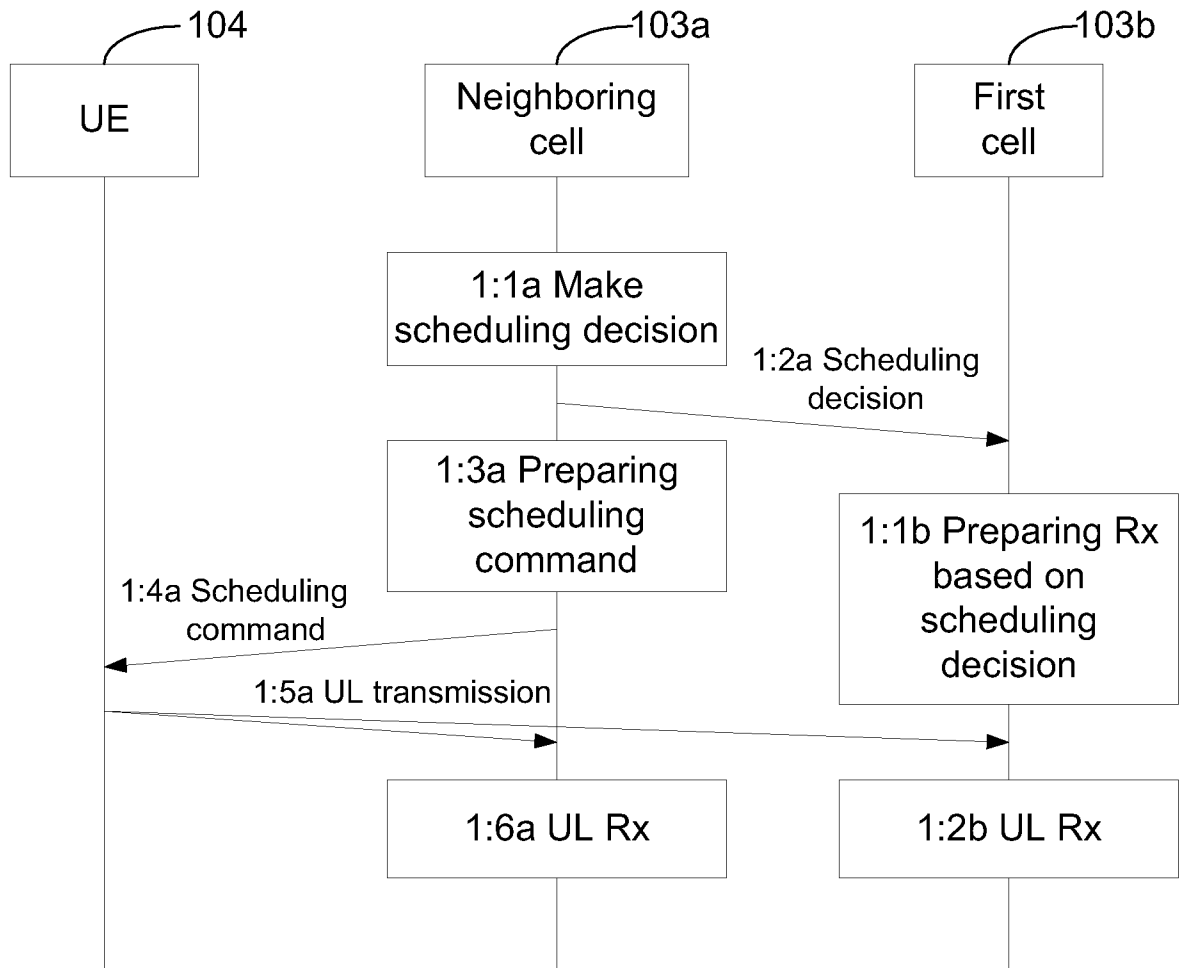 104
103a
103b
UE
Neighboring
cell
First
cell
1:1a Make
scheduling decision
1:2a Scheduling
decision
1:3a Preparing
scheduling
command
1:1b Preparing Rx
based on
scheduling
decision
1:4a Scheduling
command
1:5a UL transmission
1:6a UL Rx
1:2b UL Rx